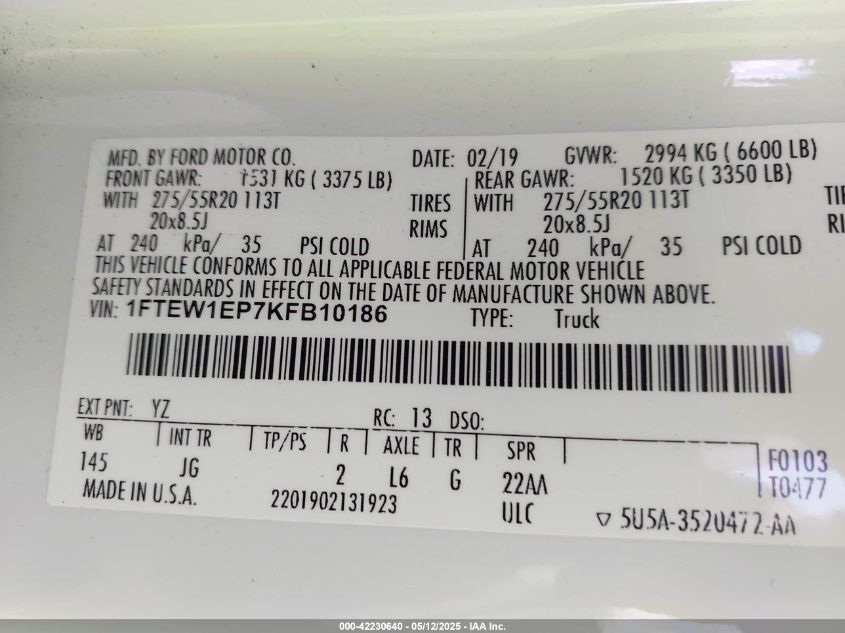 MFD. BY FORD MOTOR CO. DATE: 02/19 GVWR: 2994 KG ( 6600 LB)
FRONT GAWR: 1531 KG ( 3375 LB) REAR GAWR: 1520 KG ( 3350 LB)
WITH 275/55R20 113T TIRES WITH 275/55R20 113T
20x8.5J RIMS 20x8.5J
AT 240 kPa/ 35 PSI COLD AT 240 kPa/ 35 PSI COLD
THIS VEHICLE CONFORMS TO ALL APPLICABLE FEDERAL MOTOR VEHICLE
SAFETY STANDARDS IN EFFECT ON THE DATE OF MANUFACTURE SHOWN ABOVE.
VIN: 1FTEW1EP7KFB10186 TYPE: Truck
EXT PNT: YZ RC: 13 DSO:
WB INT TR TP/PS R AXLE TR SPR F0103
145 JG 2 L6 G 22AA T0477
MADE IN U.S.A. 2201902131923 ULC ▽ 5U5A-3520472-AA
000-42230640 - 05/12/2025 - IAA Inc.